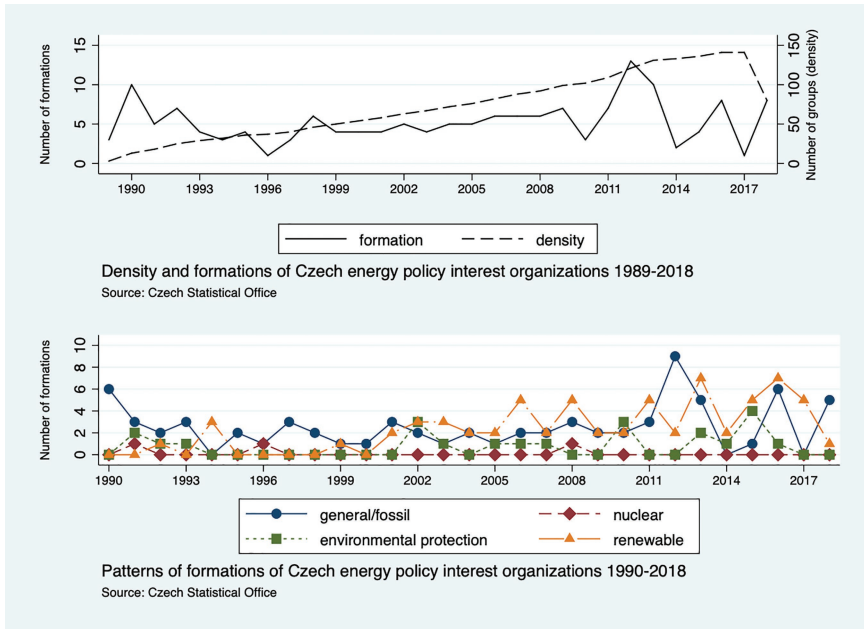 Number of formations
15
10
5
0
150
100
50
0
Number of groups (density)
1990 1993 1996 1999 2002 2005 2008 2011 2014 2017
formation density
Density and formations of Czech energy policy interest organizations 1989-2018
Source: Czech Statistical Office
Number of formations
10
8
6
4
2
0
1990 1993 1996 1999 2002 2005 2008 2011 2014 2017
general/fossil nuclear
environmental protection renewable
Patterns of formations of Czech energy policy interest organizations 1990-2018
Source: Czech Statistical Office